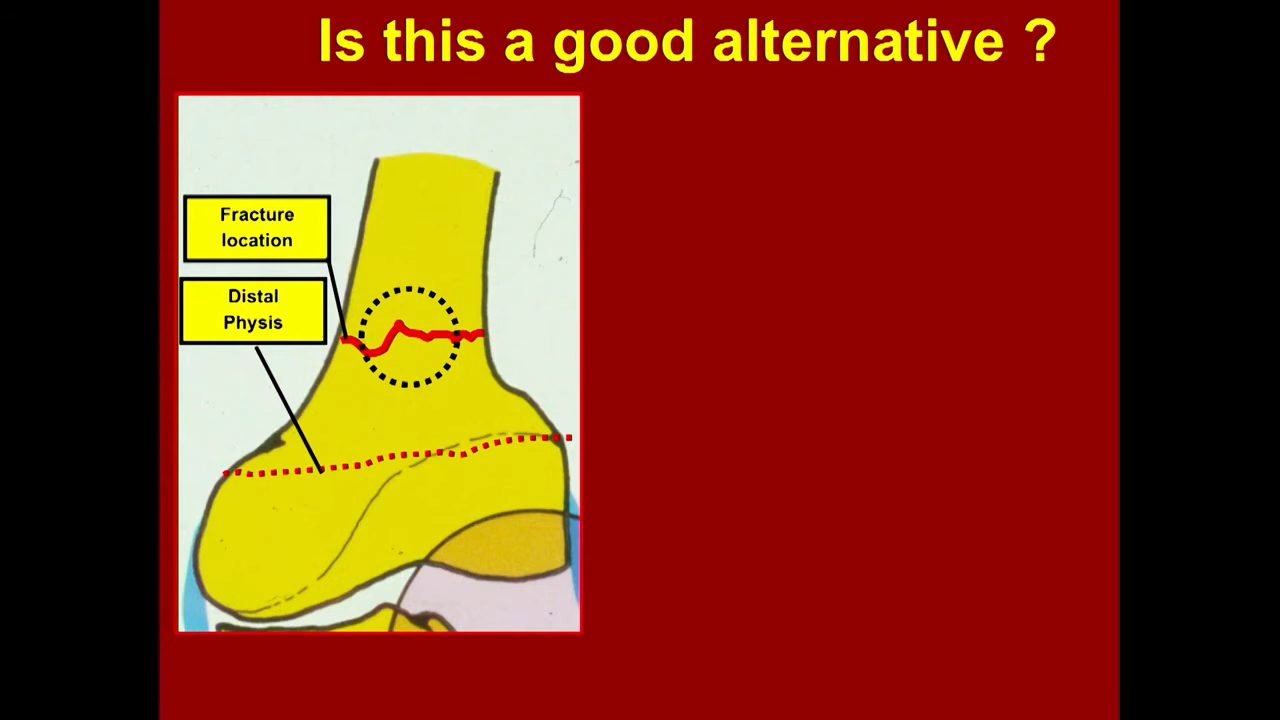 Is this a good alternative ?
Fracture
location
Distal
Physis